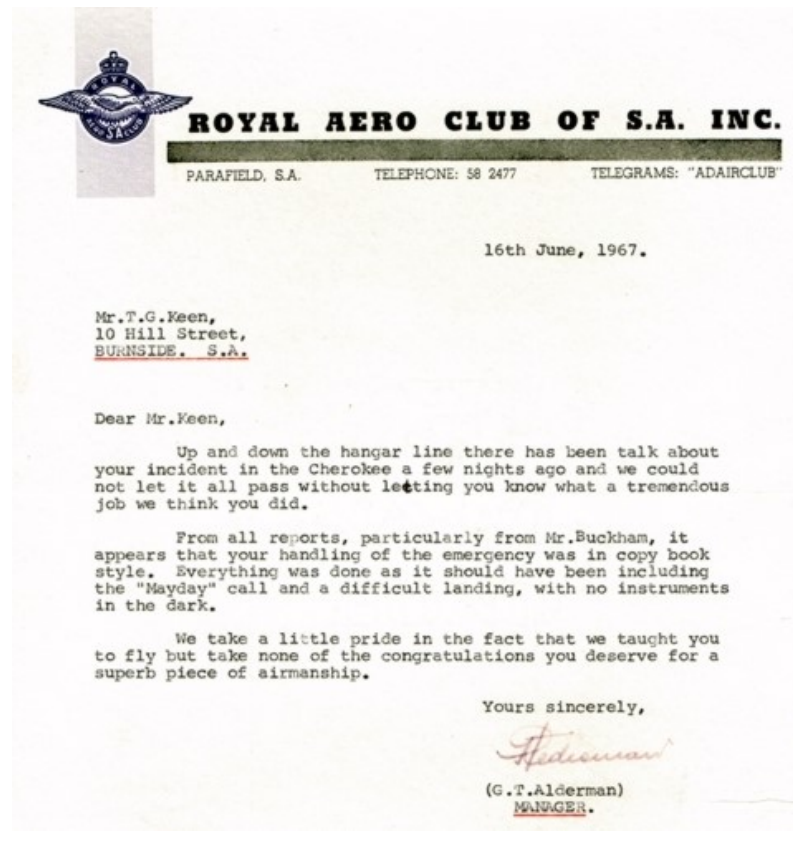 ROYAL
AERO S A CLUB
ROYAL AERO CLUB OF S.A. INC.
PARAFIELD, S.A. TELEPHONE: 58 2477 TELEGRAMS: "ADAIRCLUB"
16th June, 1967.
Mr.T.G.Keen,
10 Hill Street,
BURNSIDE. S.A.
Dear Mr.Keen,
Up and down the hangar line there has been talk about
your incident in the Cherokee a few nights ago and we could
not let it all pass without letting you know what a tremendous
job we think you did.
From all reports, particularly from Mr.Buckham, it
appears that your handling of the emergency was in copy book
style. Everything was done as it should have been including
the "Mayday" call and a difficult landing, with no instruments
in the dark.
We take a little pride in the fact that we taught you
to fly but take none of the congratulations you deserve for a
superb piece of airmanship.
Yours sincerely,
(G.T.Alderman)
MANAGER.